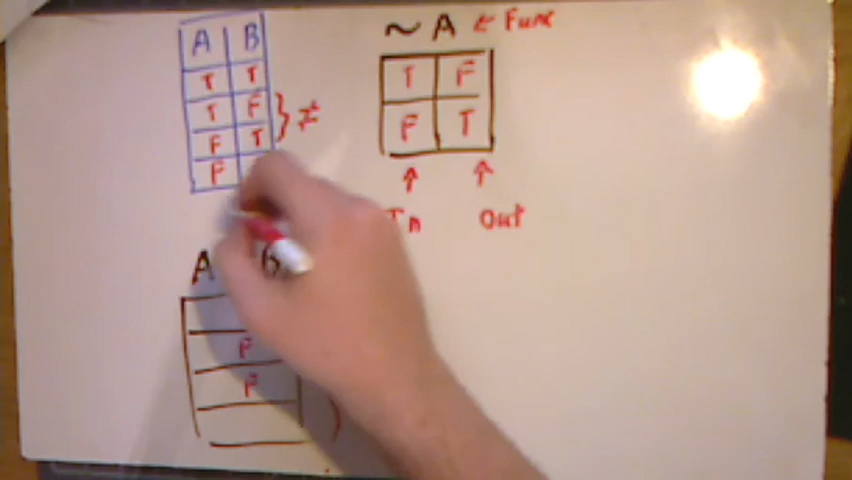 A B
T T
T F } ≠
F T
F
~ A ← Func
T F
F T
↑ ↑
In Out
A
F
F